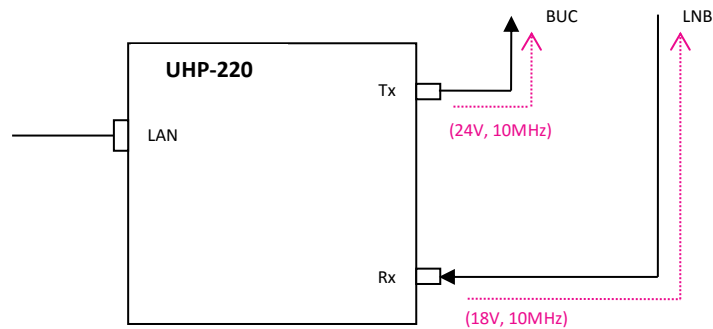 BUC
LNB
UHP-220
Tx
(24V, 10MHz)
LAN
Rx
(18V, 10MHz)